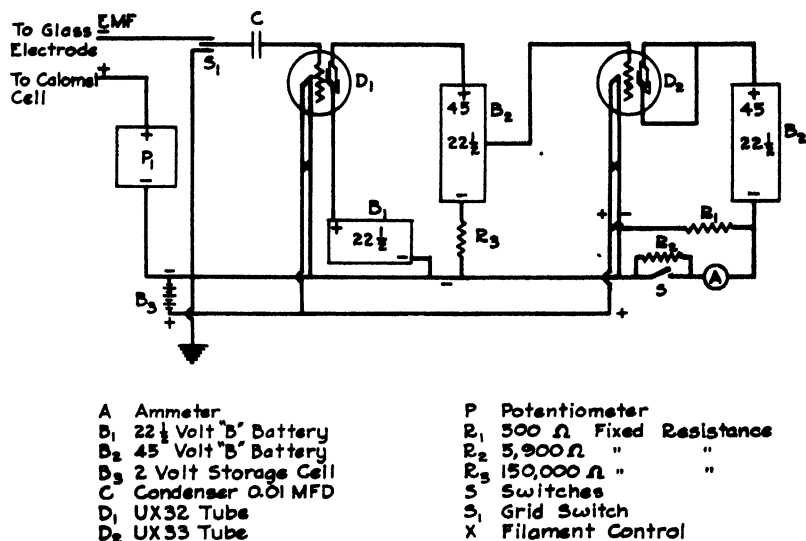 EMF
To Glass
Electrode
To Calomel
Cell
+
S₁
C
D₁
D₂
+
P₁
−
+
45
22½
−
B₂
R₃
B₁
+
22½
−
+
45
22½
−
B₂
+ −
R₁
R₂
S
A
−
B₃
+
−
+
A Ammeter
B₁ 22½ Volt "B" Battery
B₂ 45 Volt "B" Battery
B₃ 2 Volt Storage Cell
C Condenser 0.01 MFD
D₁ UX32 Tube
D₂ UX33 Tube
P Potentiometer
R₁ 500 Ω Fixed Resistance
R₂ 5,900 Ω " "
R₃ 150,000 Ω " "
S Switches
S₁ Grid Switch
X Filament Control